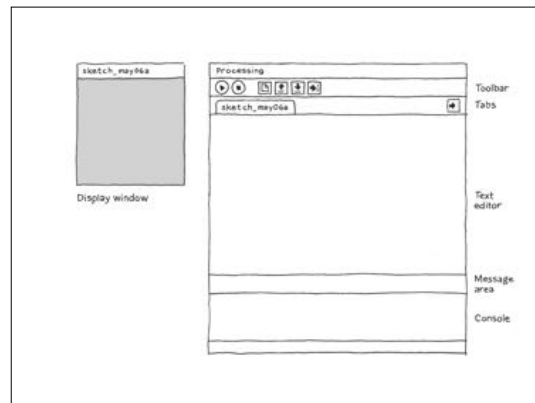 sketch_may06a
Display window
Processing
Toolbar
sketch_may06a
Tabs
Text
editor
Message
area
Console